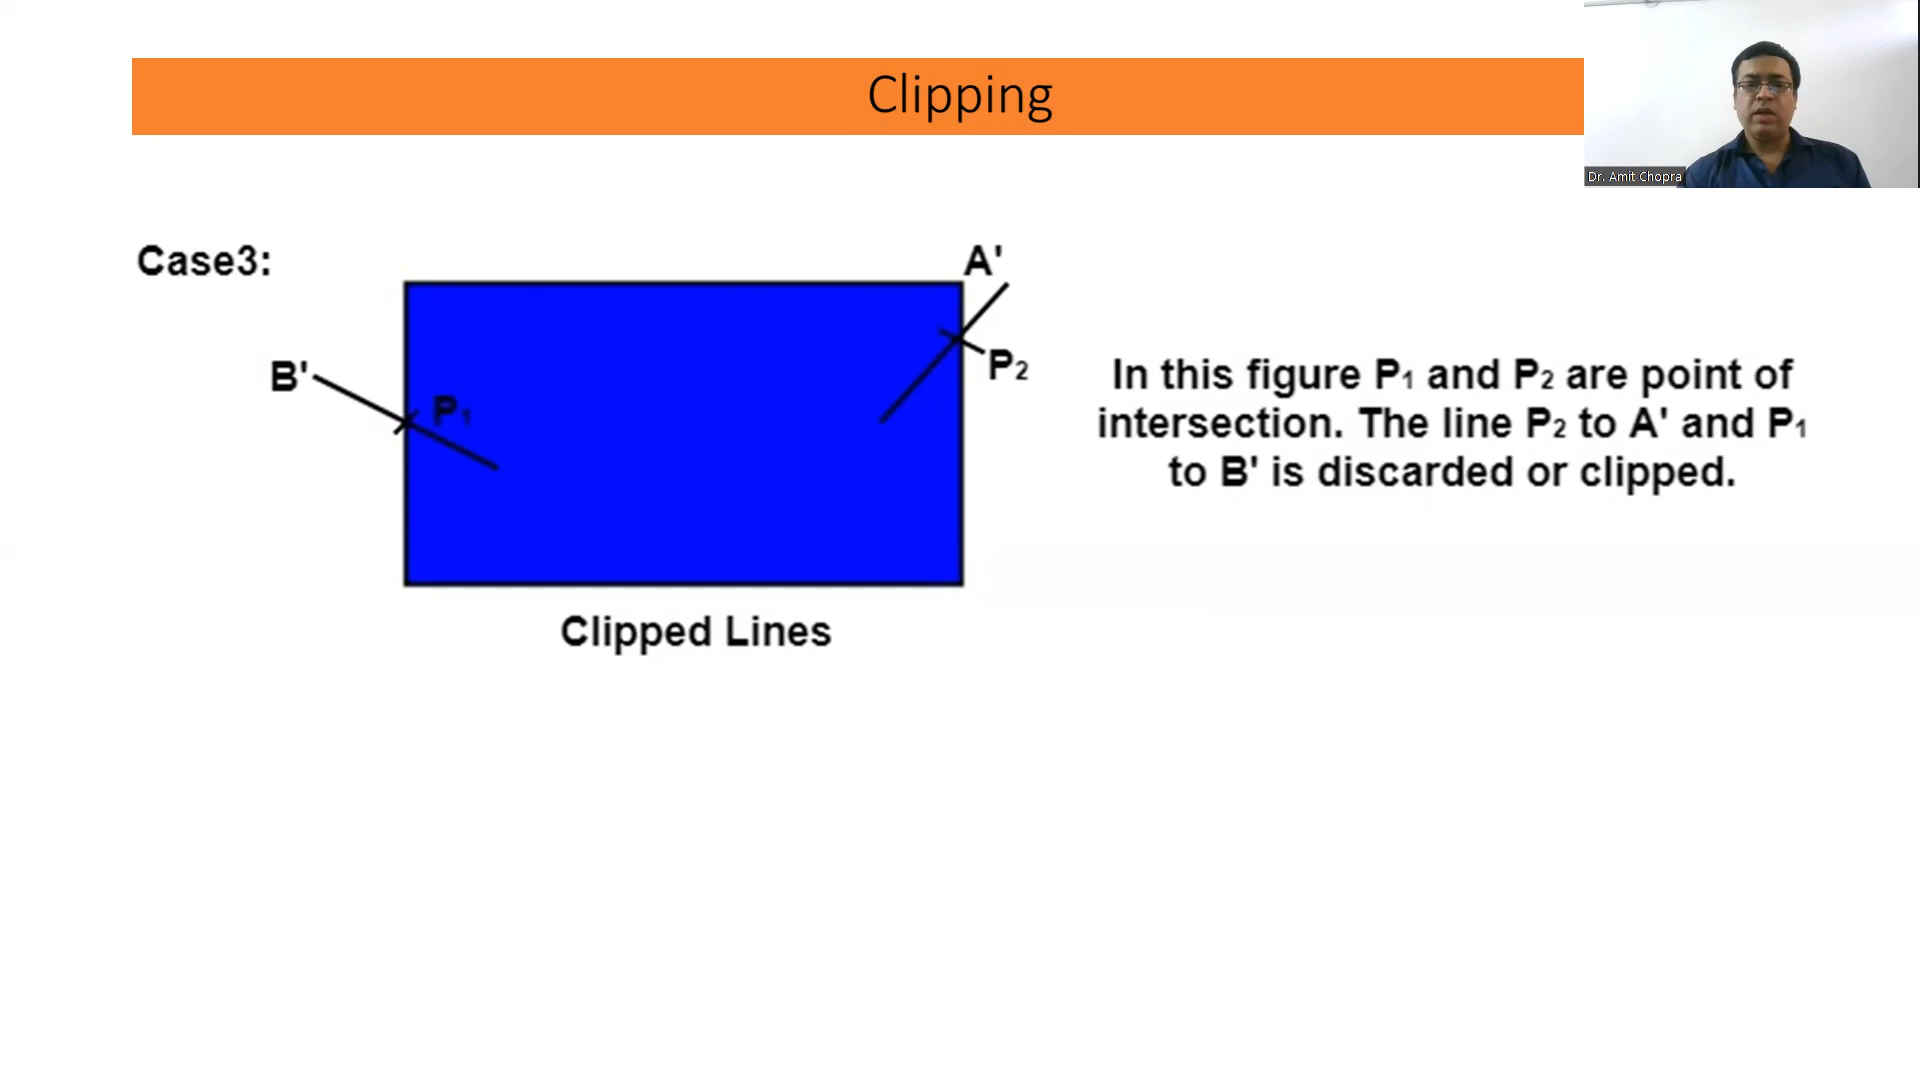 Clipping
Dr. Amit Chopra
Case3:
A'
B'
P₁
P₂
In this figure P₁ and P₂ are point of
intersection. The line P₂ to A' and P₁
to B' is discarded or clipped.
Clipped Lines